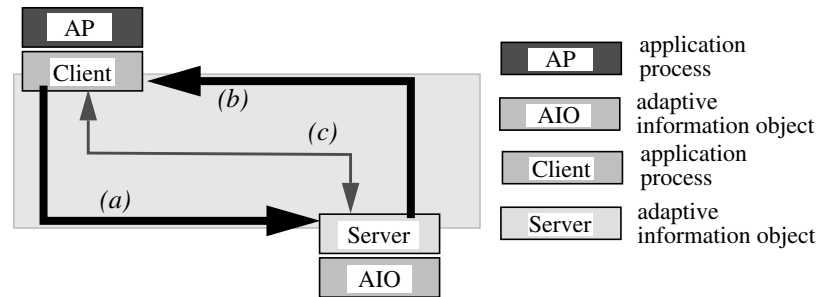 AP
Client
(b)
(c)
(a)
Server
AIO
AP
application
process
AIO
adaptive
information object
Client
application
process
Server
adaptive
information object